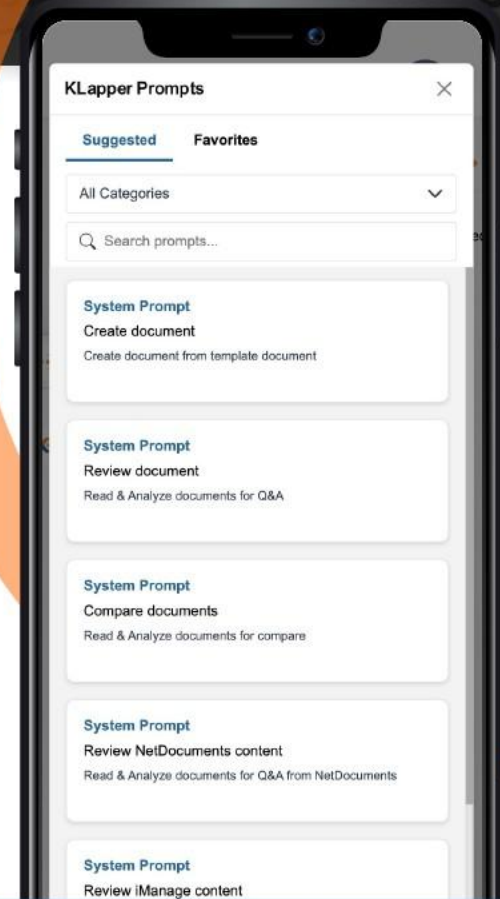 KLapper Prompts
Suggested Favorites
All Categories
Search prompts...
System Prompt
Create document
Create document from template document
System Prompt
Review document
Read & Analyze documents for Q&A
System Prompt
Compare documents
Read & Analyze documents for compare
System Prompt
Review NetDocuments content
Read & Analyze documents for Q&A from NetDocuments
System Prompt
Review iManage content